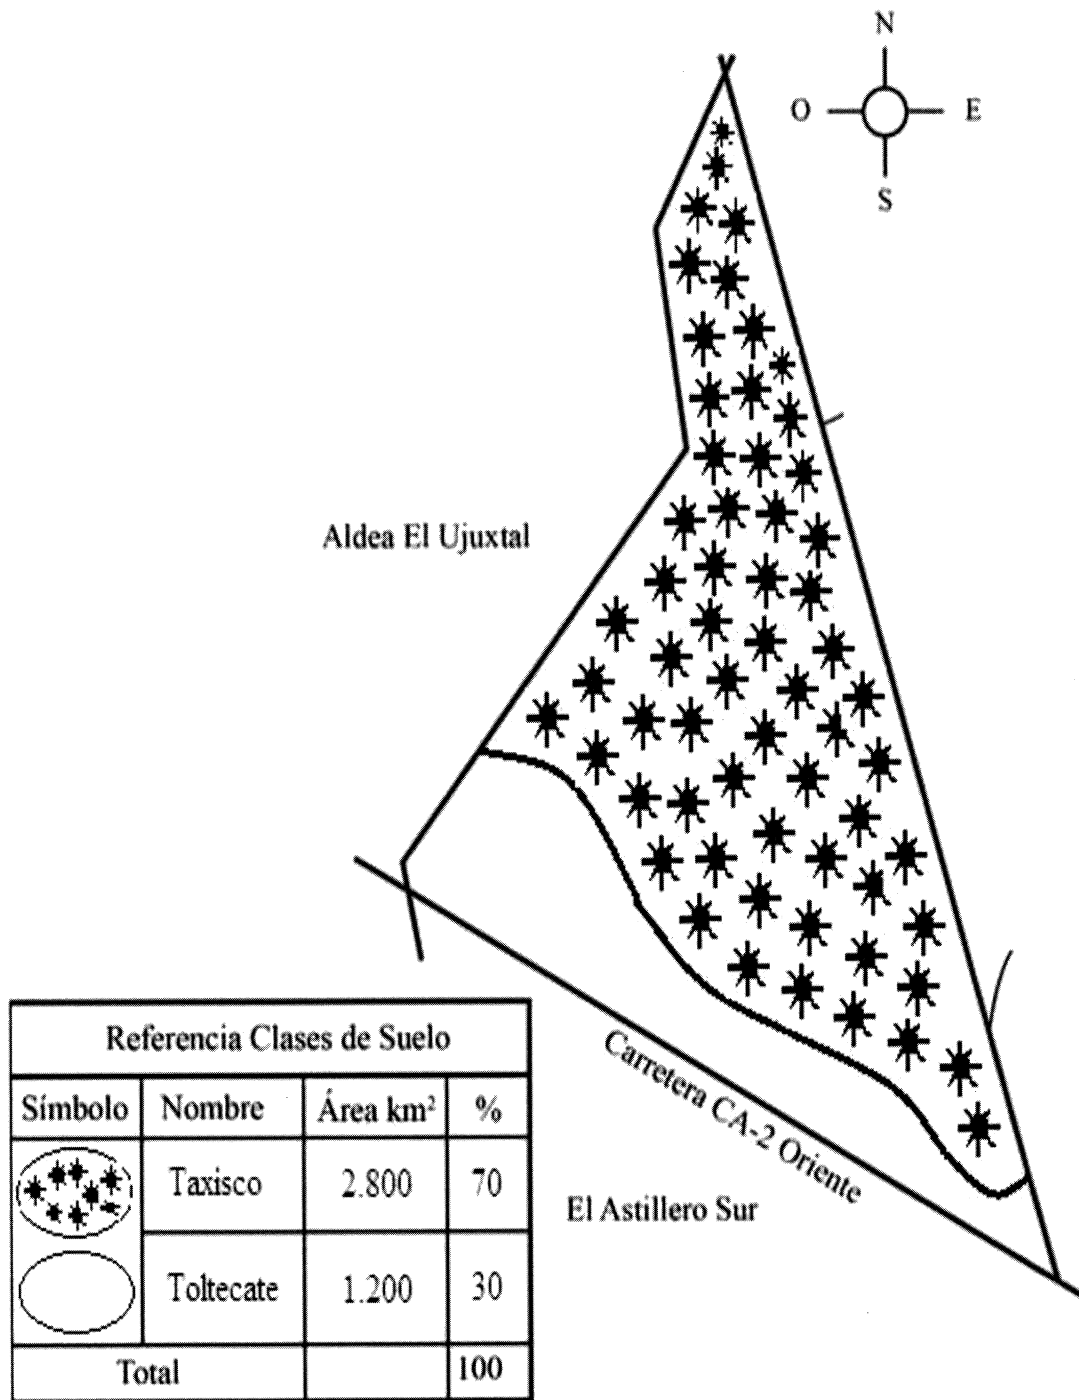 N
O E
S
Aldea El Ujuxtal
Carretera CA-2 Oriente
El Astillero Sur
Referencia Clases de Suelo
Símbolo Nombre Área km² %
Taxisco 2.800 70
Toltecate 1.200 30
Total 100